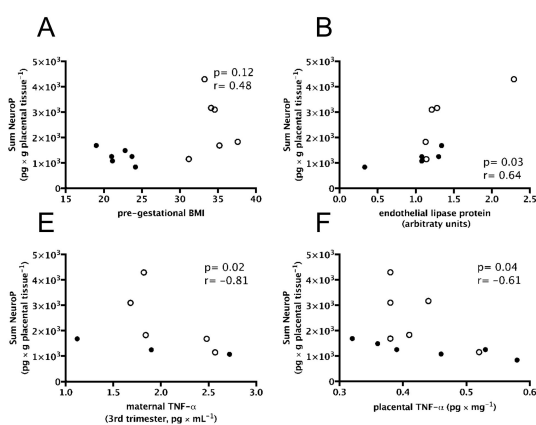 A
Sum NeuroP
(pg × g placental tissue⁻¹)
5×10³
4×10³
3×10³
2×10³
1×10³
0
p= 0.12
r= 0.48
15 20 25 30 35 40
pre-gestational BMI
B
Sum NeuroP
(pg × g placental tissue⁻¹)
5×10³
4×10³
3×10³
2×10³
1×10³
0
p= 0.03
r= 0.64
0.0 0.5 1.0 1.5 2.0 2.5
endothelial lipase protein
(arbitraty units)
E
Sum NeuroP
(pg × g placental tissue⁻¹)
5×10³
4×10³
3×10³
2×10³
1×10³
0
p= 0.02
r= −0.81
1.0 1.5 2.0 2.5 3.0
maternal TNF-α
(3rd trimester, pg × mL⁻¹)
F
Sum NeuroP
(pg × g placental tissue⁻¹)
5×10³
4×10³
3×10³
2×10³
1×10³
0
p= 0.04
r= −0.61
0.3 0.4 0.5 0.6
placental TNF-α (pg × mg⁻¹)